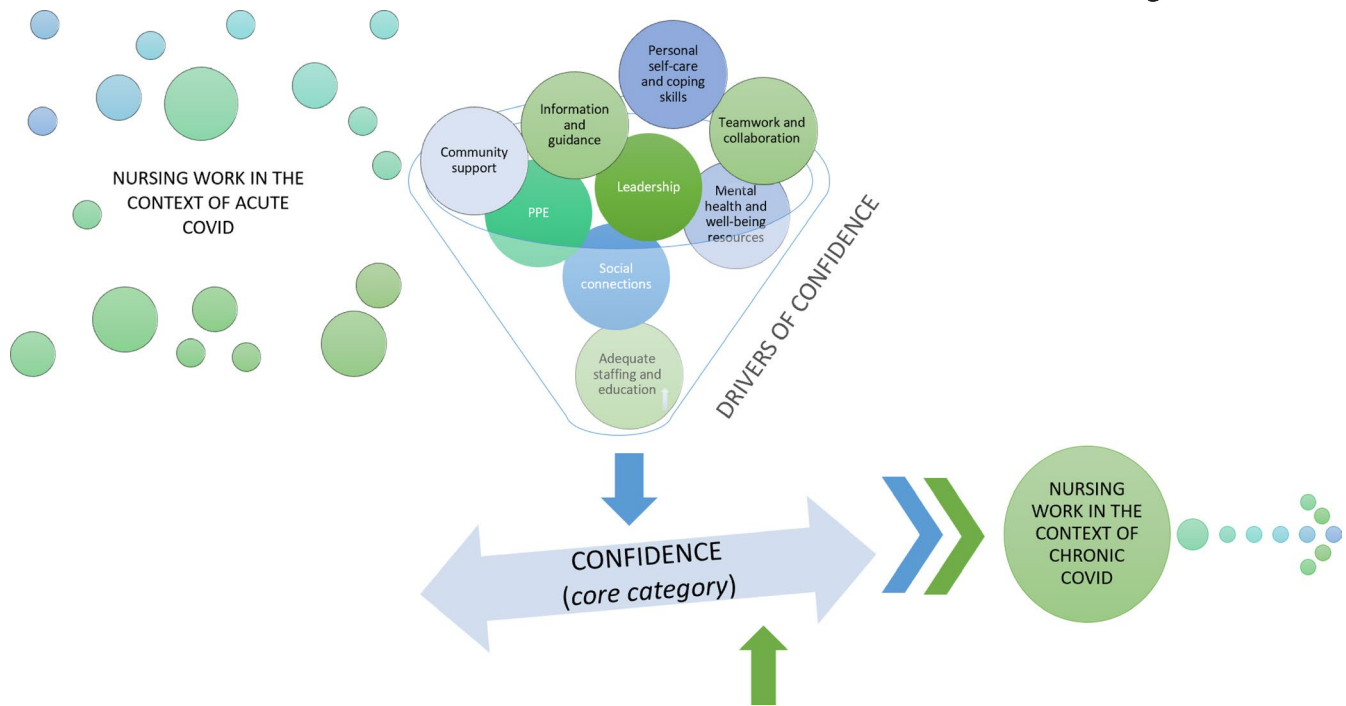 NURSING WORK IN THE
CONTEXT OF ACUTE
COVID
Personal
self-care
and coping
skills
Information
and
guidance
Teamwork and
collaboration
Community
support
Leadership
PPE
Mental
health and
well-being
resources
Social
connections
Adequate
staffing and
education
DRIVERS OF CONFIDENCE
CONFIDENCE
(core category)
NURSING
WORK IN THE
CONTEXT OF
CHRONIC
COVID